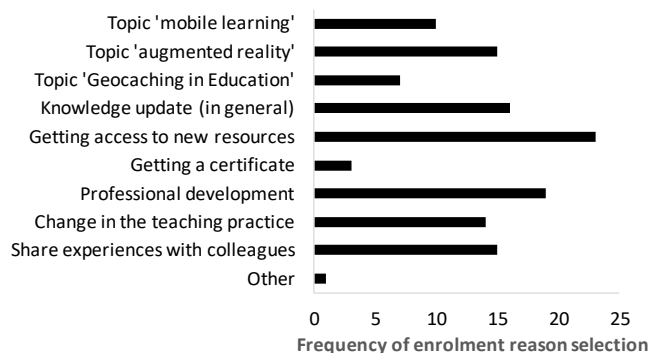 Topic 'mobile learning'
Topic 'augmented reality'
Topic 'Geocaching in Education'
Knowledge update (in general)
Getting access to new resources
Getting a certificate
Professional development
Change in the teaching practice
Share experiences with colleagues
Other
0 5 10 15 20 25
Frequency of enrolment reason selection